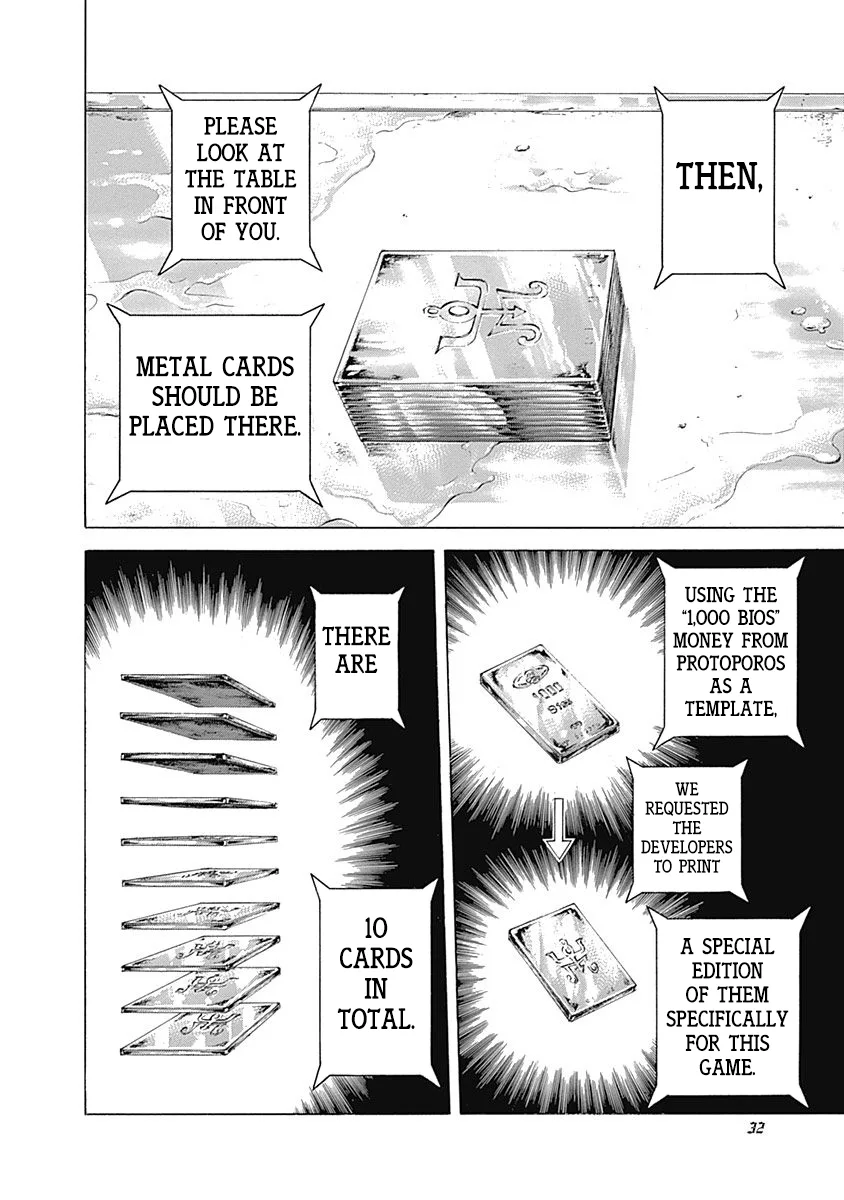 THEN,
PLEASE
LOOK AT
THE TABLE
IN FRONT
OF YOU.
METAL CARDS
SHOULD BE
PLACED THERE.
USING THE
“1,000 BIOS”
MONEY FROM
PROTOPOROS
AS A
TEMPLATE,
1000
WE
REQUESTED
THE
DEVELOPERS
TO PRINT
A SPECIAL
EDITION
OF THEM
SPECIFICALLY
FOR THIS
GAME.
THERE
ARE
10
CARDS
IN
TOTAL.
32